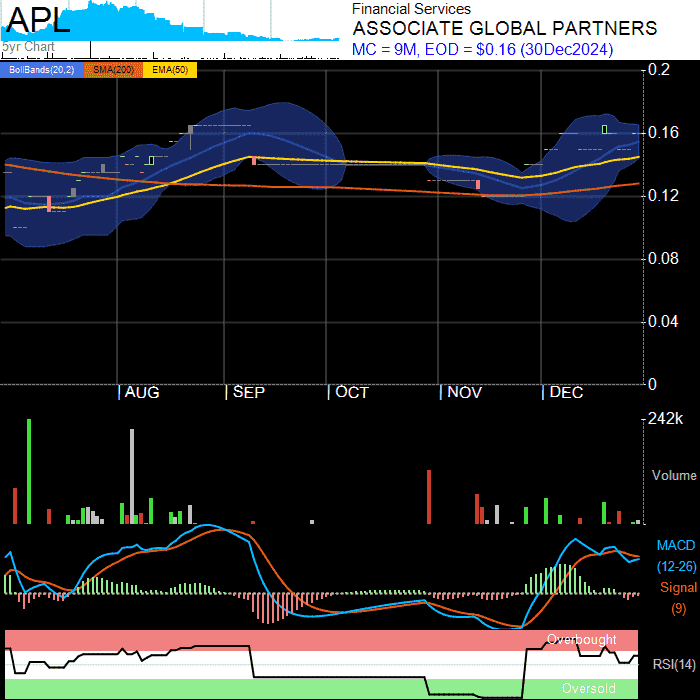 APL
5yr Chart
Financial Services
ASSOCIATE GLOBAL PARTNERS
MC = 9M, EOD = $0.16 (30Dec2024)
BollBands(20,2) SMA(200) EMA(50)
0.2
0.16
0.12
0.08
0.04
0
AUG SEP OCT NOV DEC
242k
Volume
MACD
(12-26)
Signal
(9)
Overbought
RSI(14)
Oversold